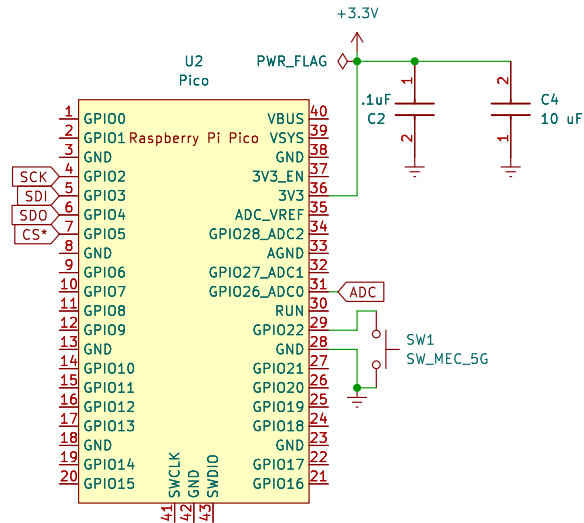 +3.3V
U2
Pico
PWR_FLAG
1
.1uF
C2
2
2
C4
10 uF
1
Raspberry Pi Pico
1 GPIO0 VBUS 40
2 GPIO1 VSYS 39
3 GND GND 38
SCK 4 GPIO2 3V3_EN 37
SDI 5 GPIO3 3V3 36
SDO 6 GPIO4 ADC_VREF 35
CS* 7 GPIO5 GPIO28_ADC2 34
8 GND AGND 33
9 GPIO6 GPIO27_ADC1 32
10 GPIO7 GPIO26_ADC0 31 ADC
11 GPIO8 RUN 30
12 GPIO9 GPIO22 29
13 GND GND 28
14 GPIO10 GPIO21 27
15 GPIO11 GPIO20 26
16 GPIO12 GPIO19 25
17 GPIO13 GPIO18 24
18 GND GND 23
19 GPIO14 GPIO17 22
20 GPIO15 GPIO16 21
SW1
SW_MEC_5G
SWCLK
GND
SWDIO
41
42
43